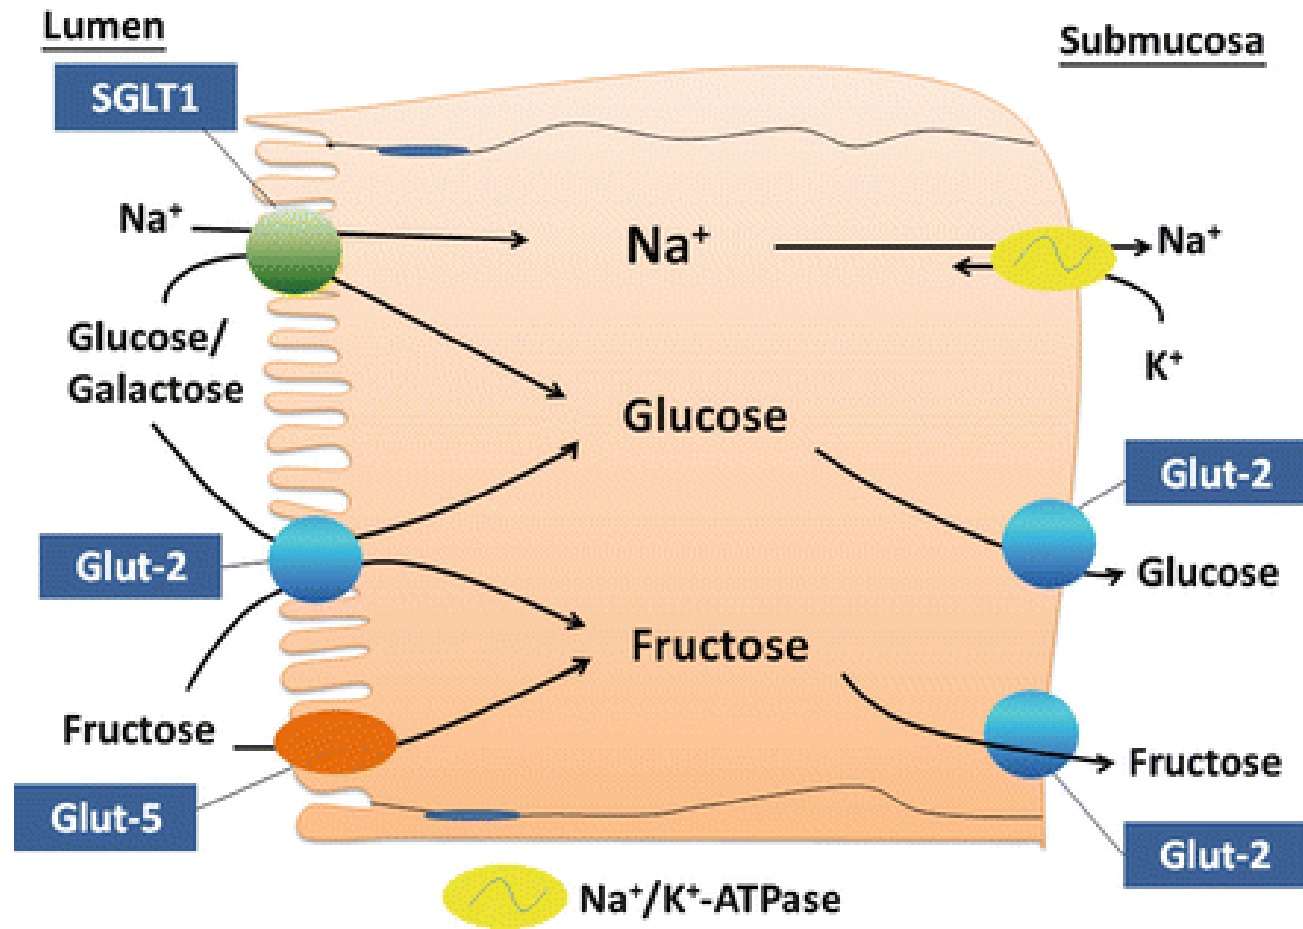 Lumen
Submucosa
SGLT1
Na⁺
Na⁺
Na⁺
Glucose/
Galactose
K⁺
Glucose
Glut-2
Glut-2
Glucose
Fructose
Fructose
Fructose
Glut-5
Glut-2
Na⁺/K⁺-ATPase